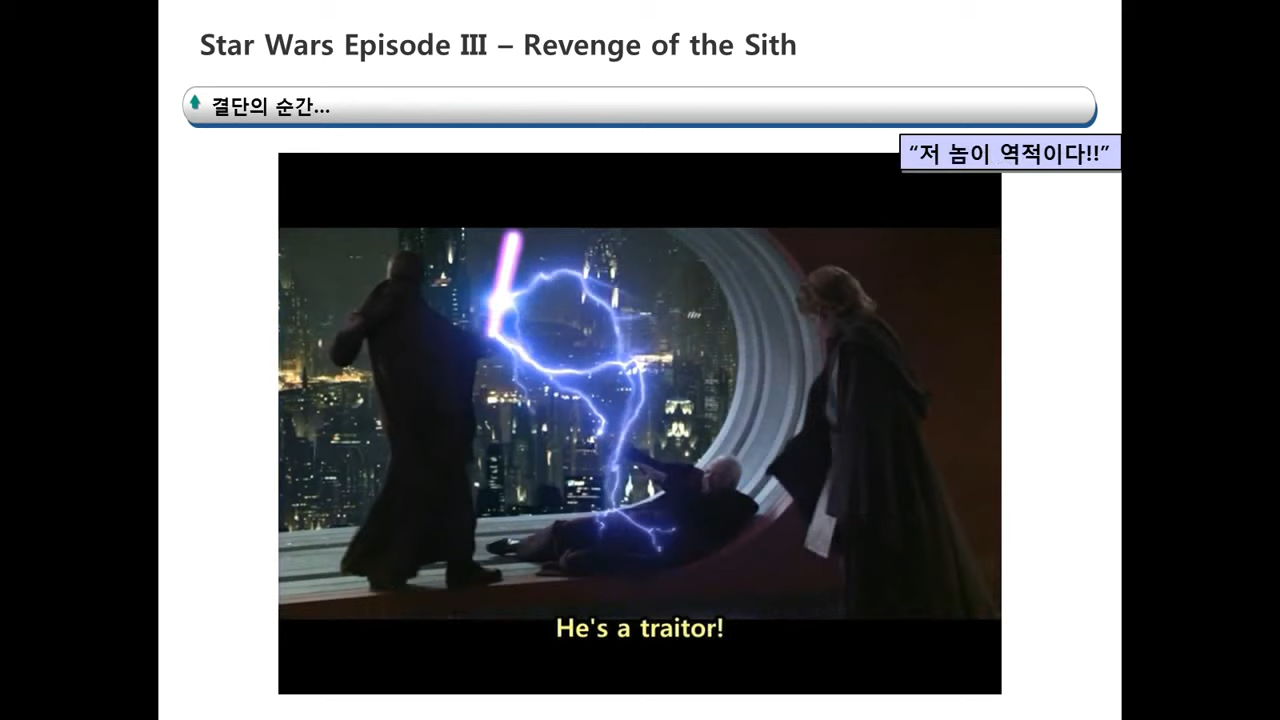 Star Wars Episode III – Revenge of the Sith
결단의 순간...
“저 놈이 역적이다!!”
He's a traitor!